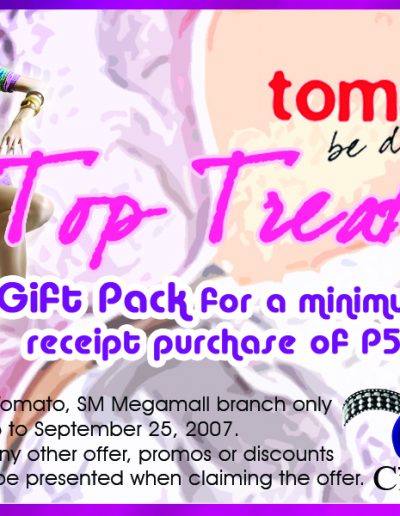 tom
be d
Top Trea
Gift Pack for a minimu
receipt purchase of P5
Tomato, SM Megamall branch only
to September 25, 2007.
ny other offer, promos or discounts
be presented when claiming the offer.
C